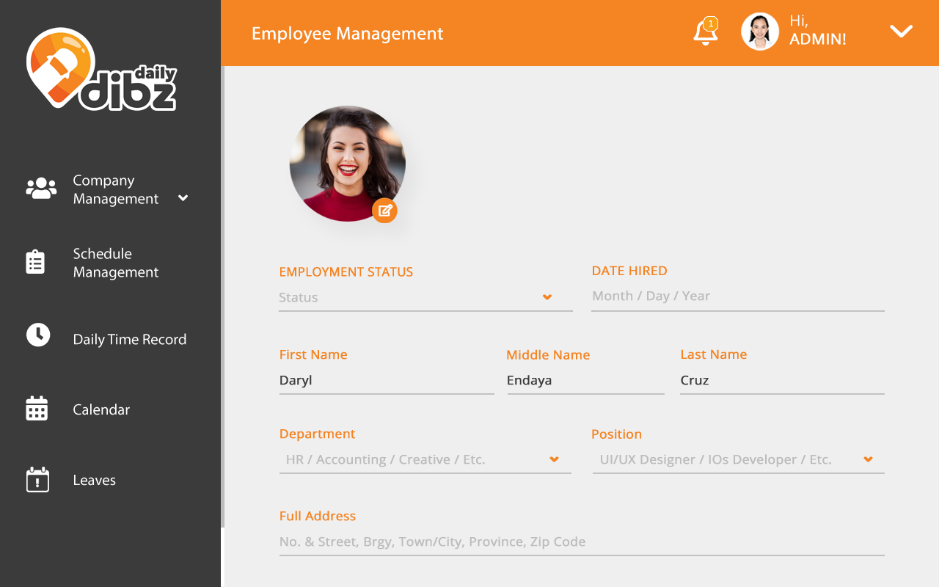 daily
dibz
Company
Management
Schedule
Management
Daily Time Record
Calendar
Leaves
Employee Management
1
Hi,
ADMIN!
EMPLOYMENT STATUS
DATE HIRED
Status
Month / Day / Year
First Name
Middle Name
Last Name
Daryl
Endaya
Cruz
Department
Position
HR / Accounting / Creative / Etc.
UI/UX Designer / IOs Developer / Etc.
Full Address
No. & Street, Brgy, Town/City, Province, Zip Code